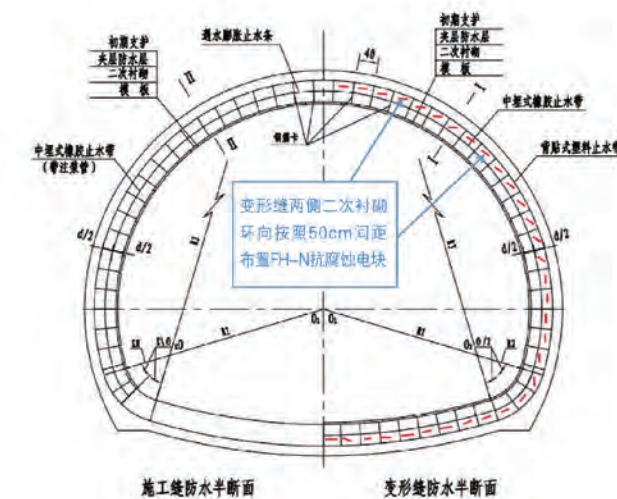 初期支护
夹层防水层
二次衬砌
模 板
遇水膨胀止水条
40
初期支护
夹层防水层
二次衬砌
模 板
II
I
中埋式橡胶止水带
背贴式塑料止水带
钢筋卡
II
I
中埋式橡胶止水带
(带注浆管)
变形缝两侧二次衬砌
环向按照50cm间距
布置FH-N抗腐蚀电块
d/2
d/2
d/2
d/2
R1
R1
O₁
O₁
施工缝防水半断面
变形缝防水半断面